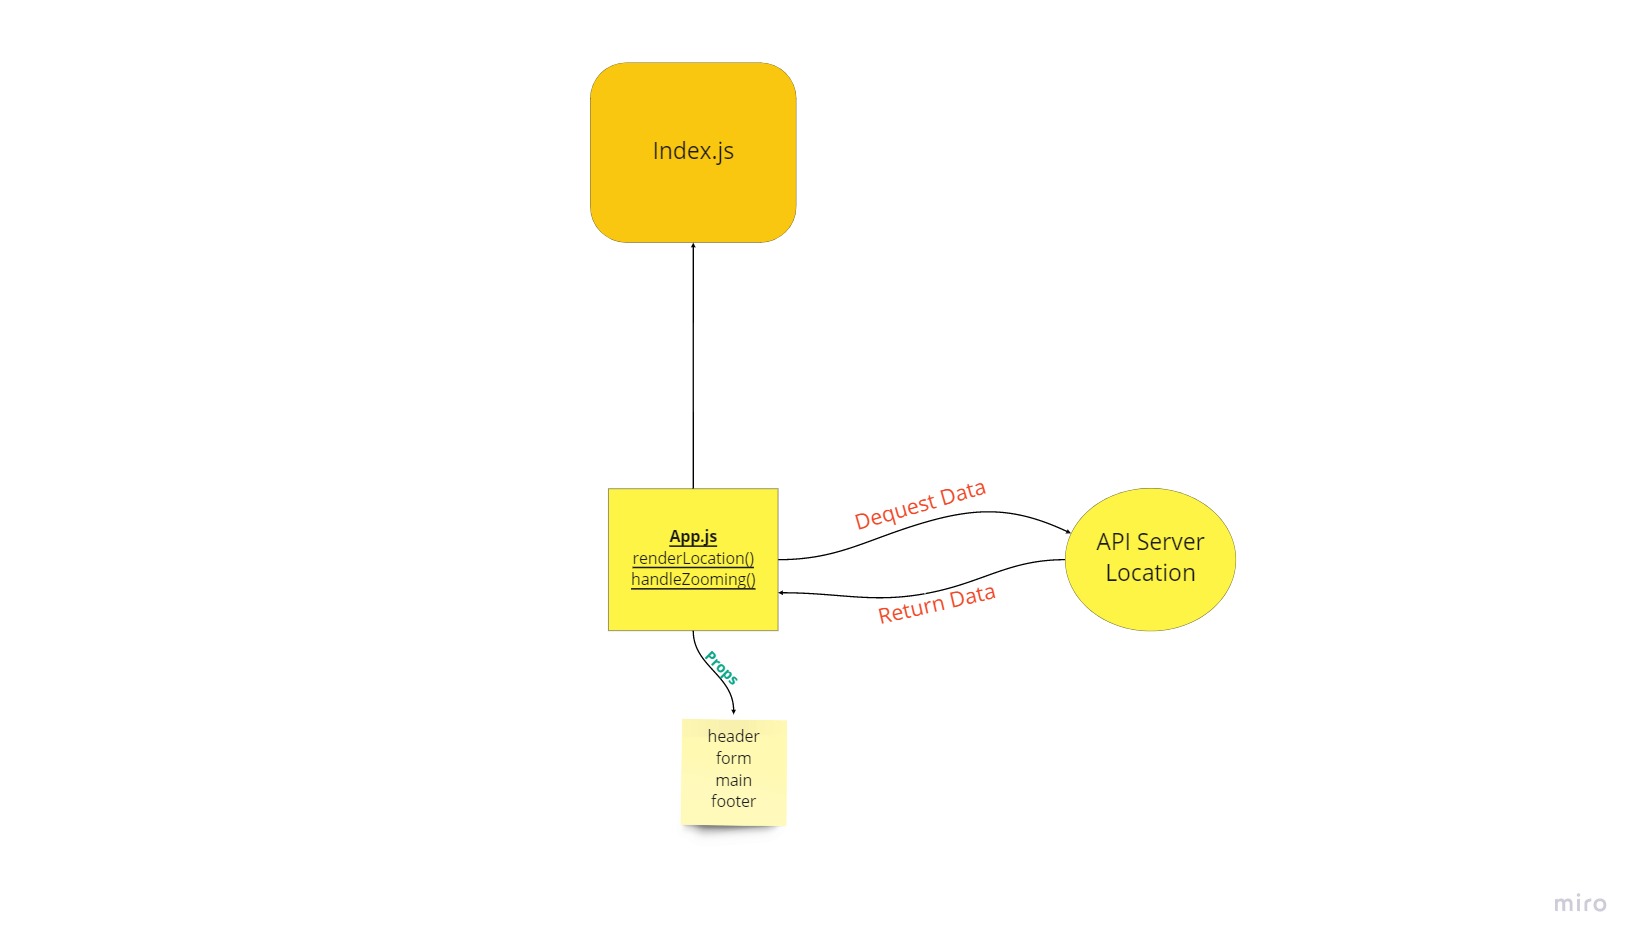 Index.js
Dequest Data
App.js
renderLocation()
handleZooming()
API Server
Location
Return Data
Props
header
form
main
footer
miro